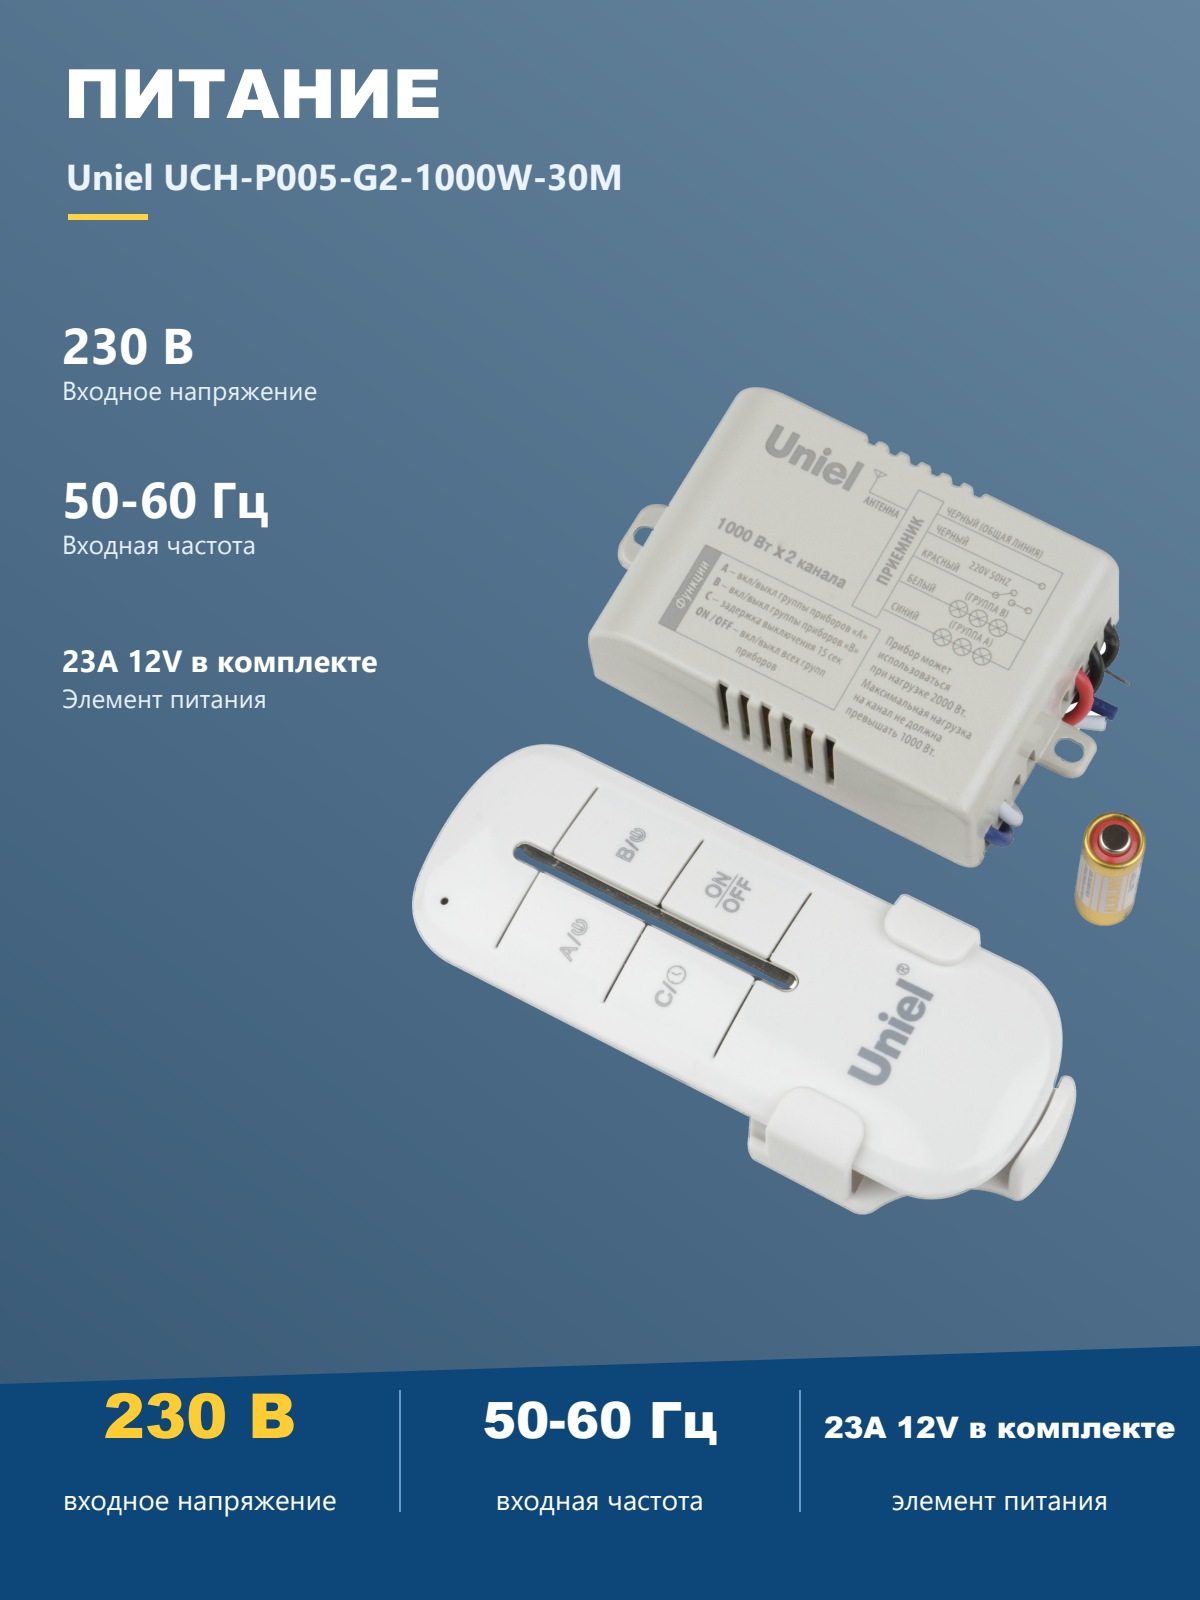 ПИТАНИЕ
Uniel UCH-P005-G2-1000W-30M
230 В
Входное напряжение
50-60 Гц
Входная частота
23A 12V в комплекте
Элемент питания
Uniel
АНТЕННА
ПРИЕМНИК
ЧЕРНЫЙ (ОБЩАЯ ЛИНИЯ)
ЧЕРНЫЙ
220V 50HZ
КРАСНЫЙ
(ГРУППА В)
БЕЛЫЙ
(ГРУППА А)
СИНИЙ
1000 Вт х 2 канала
Функции
A – вкл/выкл группы приборов «А»
B – вкл/выкл группы приборов «В»
C – задержка выключения 15 сек
ON / OFF – вкл/выкл всех групп
приборов
Прибор может
использоваться
при нагрузке 2000 Вт.
Максимальная нагрузка
на канал не должна
превышать 1000 Вт.
B/
ON
OFF
A/
C/
Uniel®
230 В
50-60 Гц
23A 12V в комплекте
входное напряжение
входная частота
элемент питания